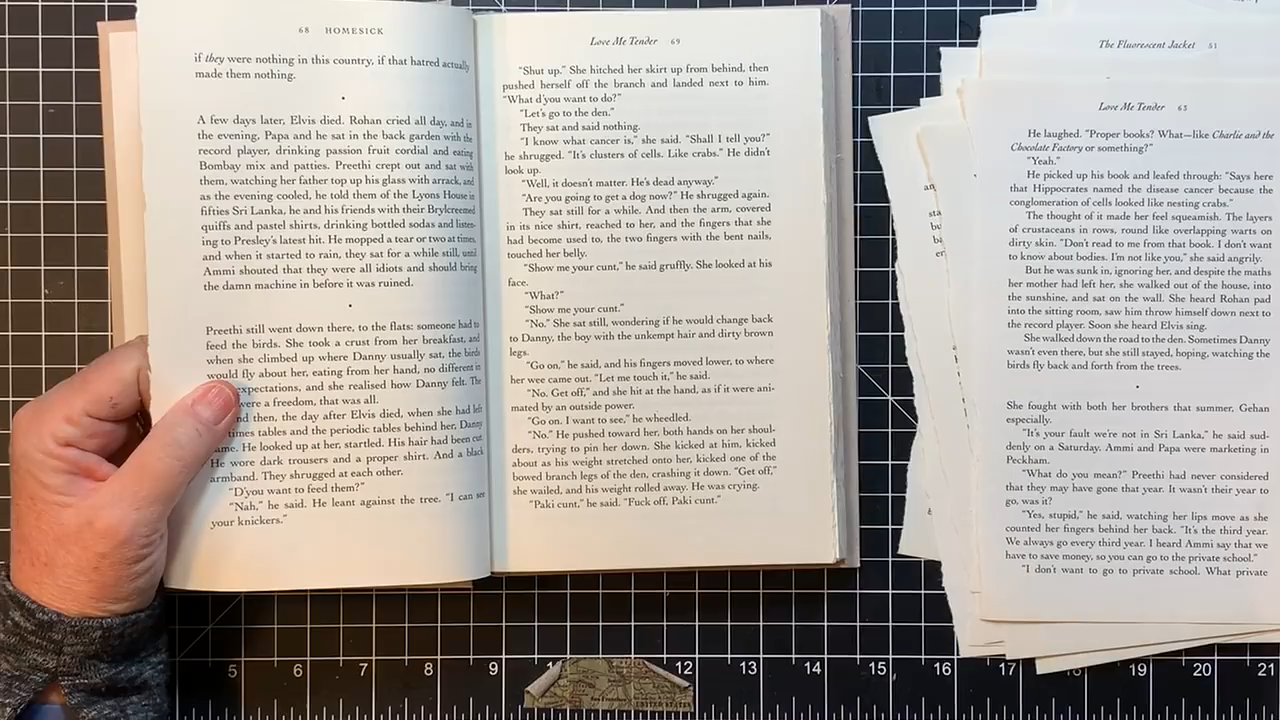 68 HOMESICK
if they were nothing in this country, if that hatred actually
made them nothing.
•
A few days later, Elvis died. Rohan cried all day, and in
the evening, Papa and he sat in the back garden with the
record player, drinking passion fruit cordial and eating
Bombay mix and patties. Preethi crept out and sat with
them, watching her father top up his glass with arrack, and
as the evening cooled, he told them of the Lyons House in
fifties Sri Lanka, he and his friends with their Brylcreemed
quiffs and pastel shirts, drinking bottled sodas and listen-
ing to Presley's latest hit. He mopped a tear or two at times,
and when it started to rain, they sat for a while still, until
Ammi shouted that they were all idiots and should bring
the damn machine in before it was ruined.
•
Preethi still went down there, to the flats: someone had to
feed the birds. She took a crust from her breakfast, and
when she climbed up where Danny usually sat, the birds
would fly about her, eating from her hand, no different in
expectations, and she realised how Danny felt. The
were a freedom, that was all.
nd then, the day after Elvis died, when she had left
times tables and the periodic tables behind her, Danny
ame. He looked up at her, startled. His hair had been cut.
He wore dark trousers and a proper shirt. And a black
armband. They shrugged at each other.
"D'you want to feed them?"
"Nah," he said. He leant against the tree. "I can see
your knickers."
Love Me Tender 69
"Shut up." She hitched her skirt up from behind, then
pushed herself off the branch and landed next to him.
"What d'you want to do?"
"Let's go to the den."
They sat and said nothing.
"I know what cancer is," she said. "Shall I tell you?"
he shrugged. "It's clusters of cells. Like crabs." He didn't
look up.
"Well, it doesn't matter. He's dead anyway."
"Are you going to get a dog now?" He shrugged again.
They sat still for a while. And then the arm, covered
in its nice shirt, reached to her, and the fingers that she
had become used to, the two fingers with the bent nails,
touched her belly.
"Show me your cunt," he said gruffly. She looked at his
face.
"What?"
"Show me your cunt."
"No." She sat still, wondering if he would change back
to Danny, the boy with the unkempt hair and dirty brown
legs.
"Go on," he said, and his fingers moved lower, to where
her wee came out. "Let me touch it," he said.
"No. Get off," and she hit at the hand, as if it were ani-
mated by an outside power.
"Go on. I want to see," he wheedled.
"No." He pushed toward her, both hands on her shoul-
ders, trying to pin her down. She kicked at him, kicked
about as his weight stretched onto her, kicked one of the
bowed branch legs of the den, crashing it down. "Get off,"
she wailed, and his weight rolled away. He was crying.
"Paki cunt," he said. "Fuck off, Paki cunt."
The Fluorescent Jacket 51
Love Me Tender 63
He laughed. "Proper books? What—like Charlie and the
Chocolate Factory or something?"
"Yeah."
He picked up his book and leafed through: "Says here
that Hippocrates named the disease cancer because the
conglomeration of cells looked like nesting crabs."
The thought of it made her feel squeamish. The layers
of crustaceans in rows, round like overlapping warts on
dirty skin. "Don't read to me from that book. I don't want
to know about bodies. I'm not like you," she said angrily.
But he was sunk in, ignoring her, and despite the maths
her mother had left her, she walked out of the house, into
the sunshine, and sat on the wall. She heard Rohan pad
into the sitting room, saw him throw himself down next to
the record player. Soon she heard Elvis sing.
She walked down the road to the den. Sometimes Danny
wasn't even there, but she still stayed, hoping, watching the
birds fly back and forth from the trees.
•
She fought with both her brothers that summer, Gehan
especially.
"It's your fault we're not in Sri Lanka," he said sud-
denly on a Saturday. Ammi and Papa were marketing in
Peckham.
"What do you mean?" Preethi had never considered
that they may have gone that year. It wasn't their year to
go, was it?
"Yes, stupid," he said, watching her lips move as she
counted her fingers behind her back. "It's the third year.
We always go every third year. I heard Ammi say that we
have to save money, so you can go to the private school."
"I don't want to go to private school. What private
5 6 7 8 9 10 12 13 14 15 16 17 18 19 20 21
UNITED STATES